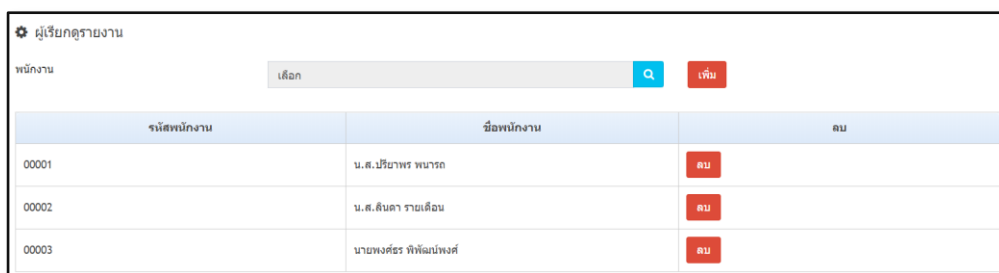 ผู้เรียกดูรายงาน
พนักงาน เลือก เพิ่ม
รหัสพนักงาน ชื่อพนักงาน ลบ
00001 น.ส.ปรียาพร พนารถ ลบ
00002 น.ส.ลินดา รายเดือน ลบ
00003 นายพงศ์ธร พิพัฒน์พงศ์ ลบ